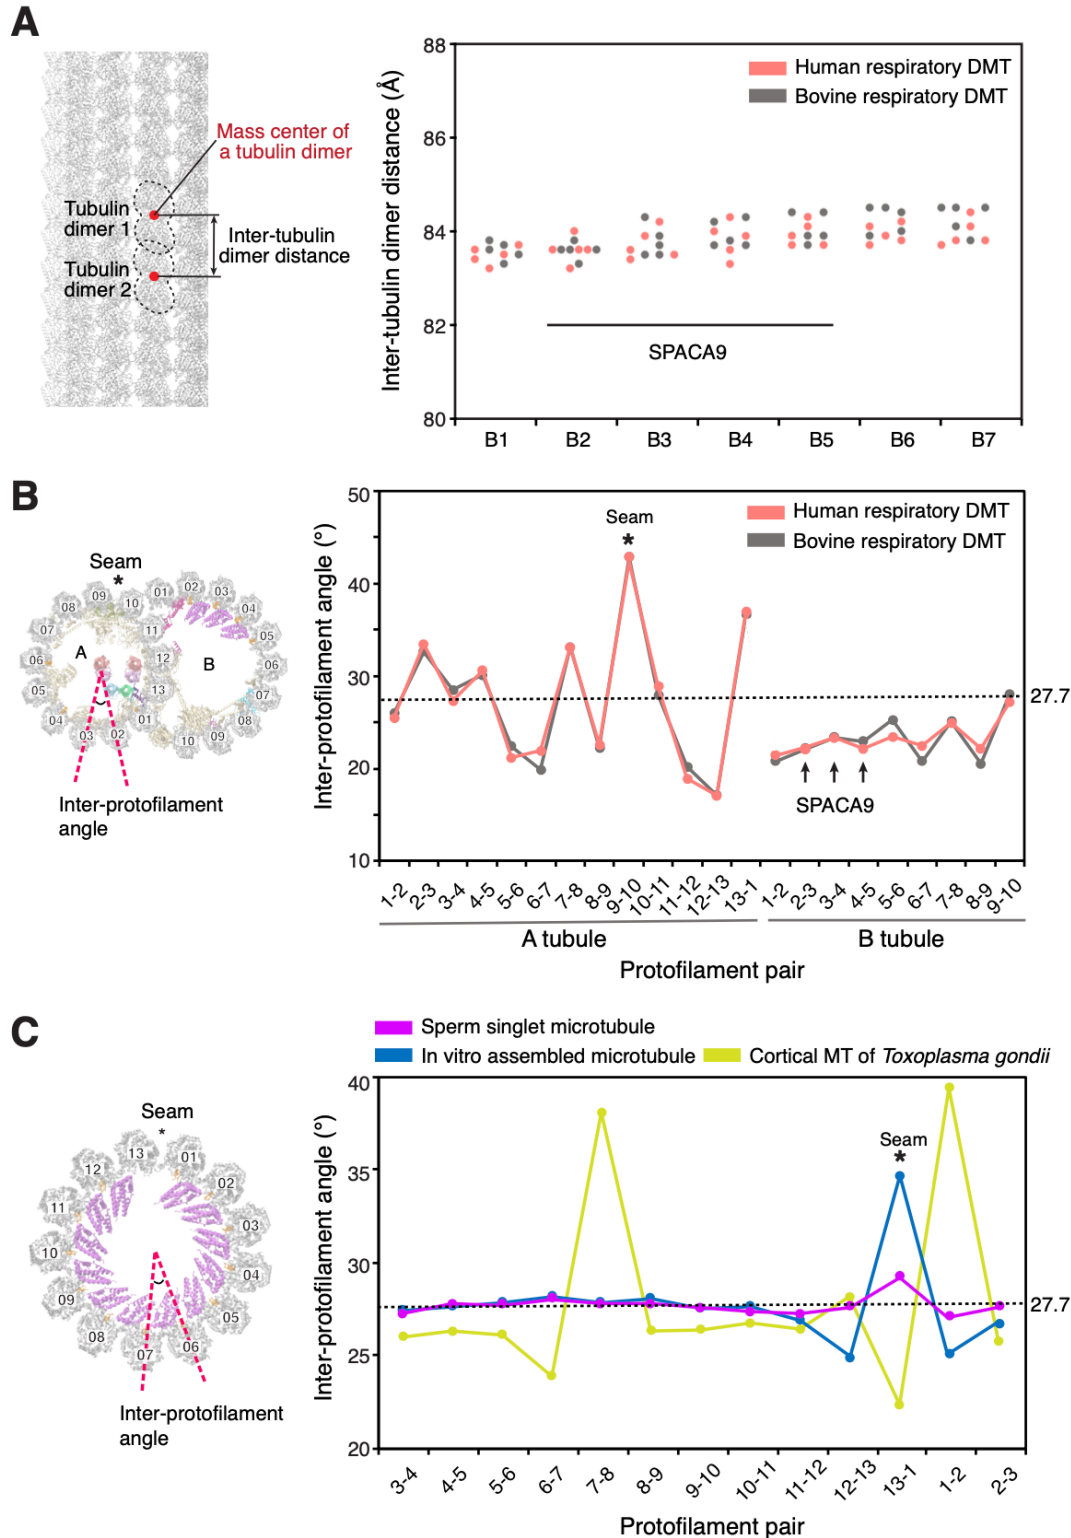 A
Mass center of
a tubulin dimer
Tubulin
dimer 1
Inter-tubulin
dimer distance
Tubulin
dimer 2
Inter-tubulin dimer distance (Å)
88
86
84
82
80
Human respiratory DMT
Bovine respiratory DMT
SPACA9
B1 B2 B3 B4 B5 B6 B7
B
Seam
*
09 10 01 02 03 04 05 06 07 08 09 10
08 07 06 05 04 03 02 01 13 12 11
A
B
Inter-protofilament
angle
Inter-protofilament angle (°)
50
40
30
20
10
Seam
*
Human respiratory DMT
Bovine respiratory DMT
27.7
SPACA9
1-2 2-3 3-4 4-5 5-6 6-7 7-8 8-9 9-10 10-11 11-12 12-13 13-1 1-2 2-3 3-4 4-5 5-6 6-7 7-8 8-9 9-10
A tubule B tubule
Protofilament pair
C
Sperm singlet microtubule
In vitro assembled microtubule Cortical MT of Toxoplasma gondii
Seam
*
13 01 02 03 04 05 06 07 08 09 10 11 12
Inter-protofilament
angle
Inter-protofilament angle (°)
40
35
30
25
20
Seam
*
27.7
3-4 4-5 5-6 6-7 7-8 8-9 9-10 10-11 11-12 12-13 13-1 1-2 2-3
Protofilament pair